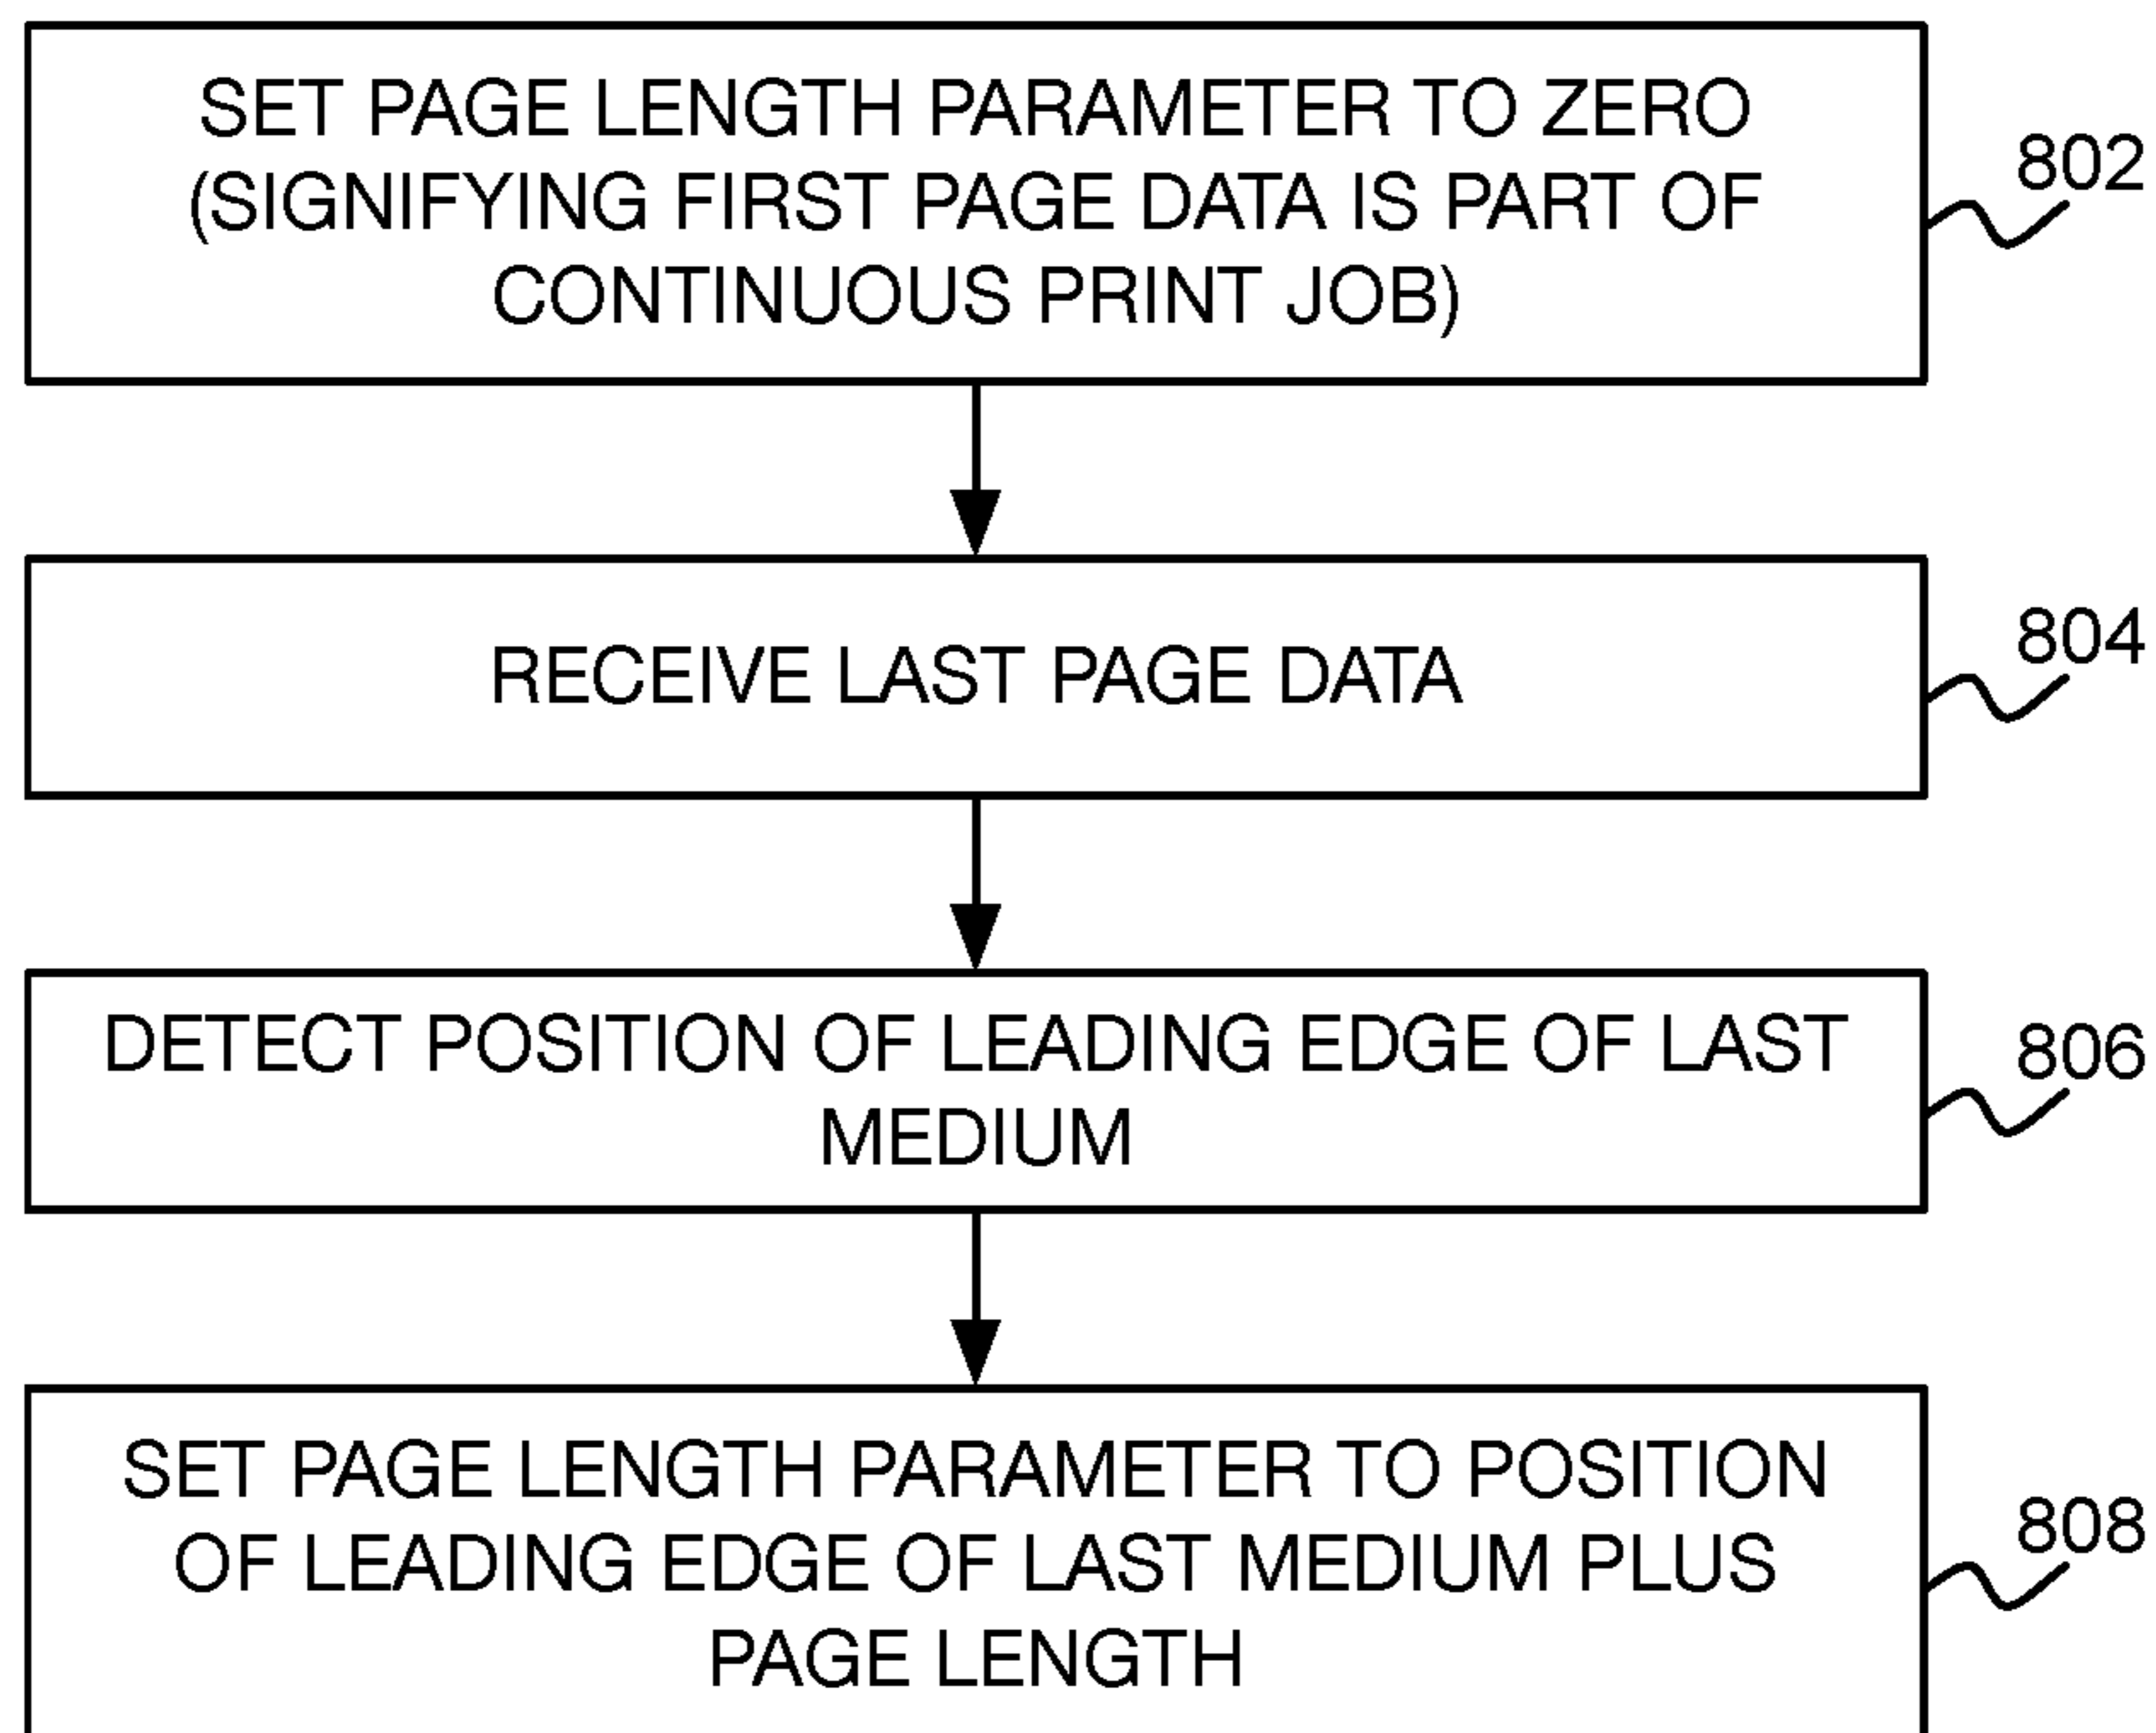 SET PAGE LENGTH PARAMETER TO ZERO
(SIGNIFYING FIRST PAGE DATA IS PART OF
CONTINUOUS PRINT JOB)
802
RECEIVE LAST PAGE DATA
804
DETECT POSITION OF LEADING EDGE OF LAST
MEDIUM
806
SET PAGE LENGTH PARAMETER TO POSITION
OF LEADING EDGE OF LAST MEDIUM PLUS
PAGE LENGTH
808